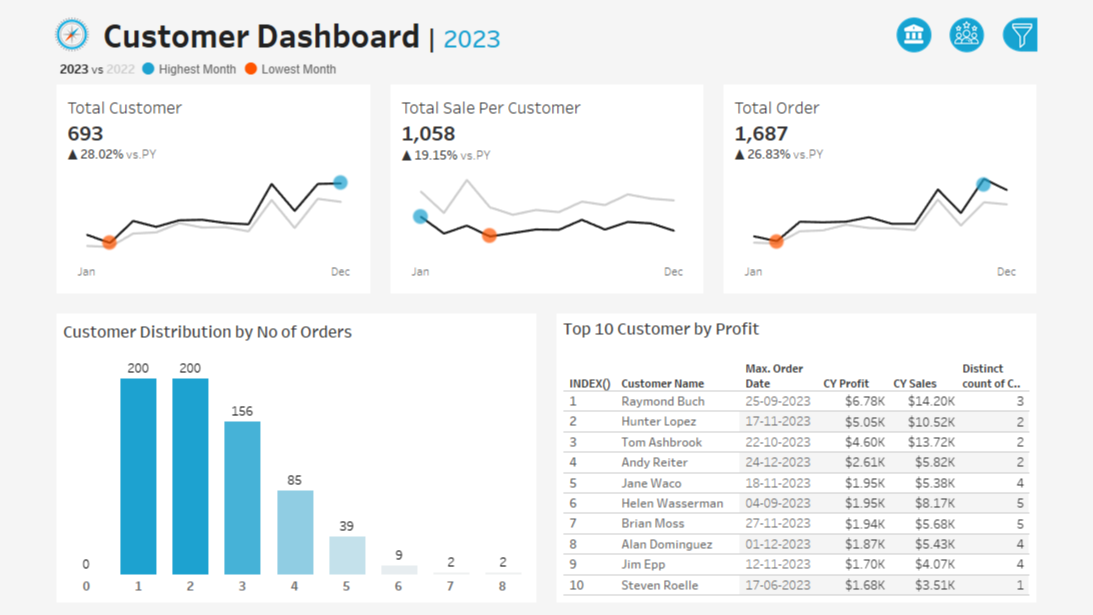 Customer Dashboard | 2023
2023 vs 2022 Highest Month Lowest Month
Total Customer
693
▲ 28.02% vs.PY
Jan Dec
Total Sale Per Customer
1,058
▲ 19.15% vs.PY
Jan Dec
Total Order
1,687
▲ 26.83% vs.PY
Jan Dec
Customer Distribution by No of Orders
0 200 200 156 85 39 9 2 2
0 1 2 3 4 5 6 7 8
Top 10 Customer by Profit
INDEX() Customer Name Max. Order Date CY Profit CY Sales Distinct count of C..
1 Raymond Buch 25-09-2023 $6.78K $14.20K 3
2 Hunter Lopez 17-11-2023 $5.05K $10.52K 2
3 Tom Ashbrook 22-10-2023 $4.60K $13.72K 2
4 Andy Reiter 24-12-2023 $2.61K $5.82K 2
5 Jane Waco 18-11-2023 $1.95K $5.38K 4
6 Helen Wasserman 04-09-2023 $1.95K $8.17K 5
7 Brian Moss 27-11-2023 $1.94K $5.68K 5
8 Alan Dominguez 01-12-2023 $1.87K $5.43K 4
9 Jim Epp 12-11-2023 $1.70K $4.07K 4
10 Steven Roelle 17-06-2023 $1.68K $3.51K 1